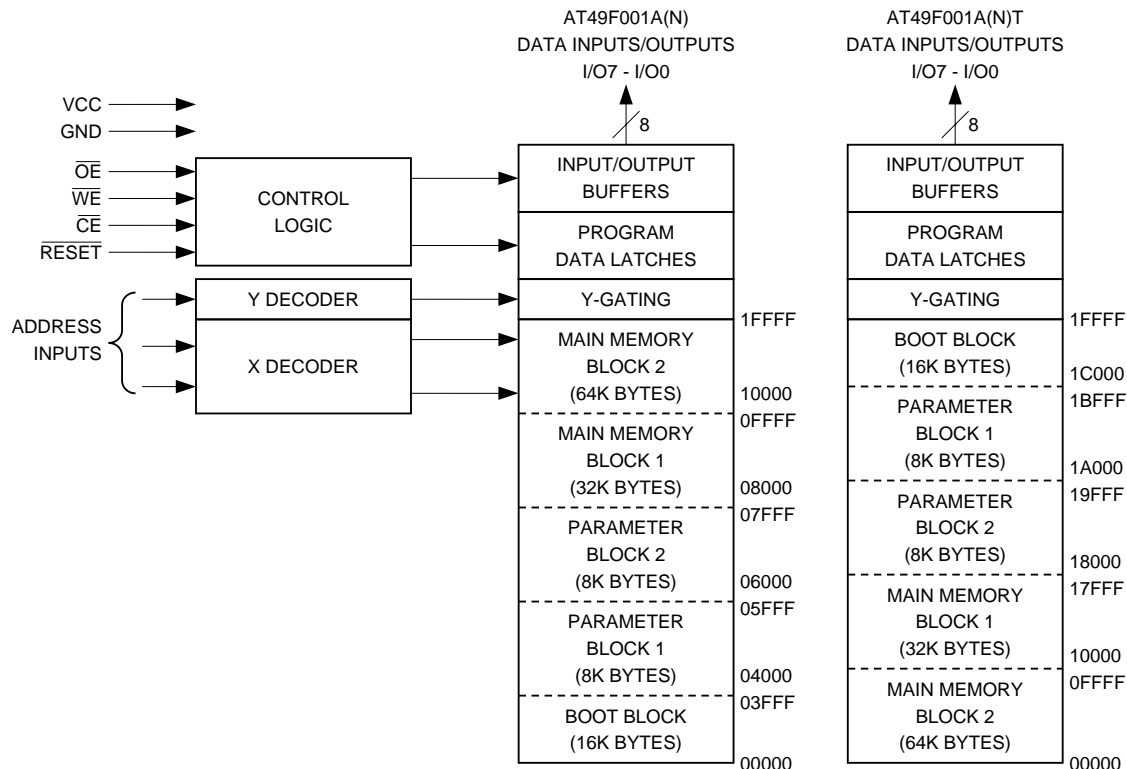 AT49F001A(N)
DATA INPUTS/OUTPUTS
I/O7 - I/O0
8
AT49F001A(N)T
DATA INPUTS/OUTPUTS
I/O7 - I/O0
8
VCC
GND
OE
WE
CE
RESET
ADDRESS
INPUTS
CONTROL
LOGIC
Y DECODER
X DECODER
INPUT/OUTPUT
BUFFERS
PROGRAM
DATA LATCHES
Y-GATING
1FFFF
MAIN MEMORY
BLOCK 2
(64K BYTES)
10000
0FFFF
MAIN MEMORY
BLOCK 1
(32K BYTES)
08000
07FFF
PARAMETER
BLOCK 2
(8K BYTES)
06000
05FFF
PARAMETER
BLOCK 1
(8K BYTES)
04000
03FFF
BOOT BLOCK
(16K BYTES)
00000
INPUT/OUTPUT
BUFFERS
PROGRAM
DATA LATCHES
Y-GATING
1FFFF
BOOT BLOCK
(16K BYTES)
1C000
1BFFF
PARAMETER
BLOCK 1
(8K BYTES)
1A000
19FFF
PARAMETER
BLOCK 2
(8K BYTES)
18000
17FFF
MAIN MEMORY
BLOCK 1
(32K BYTES)
10000
0FFFF
MAIN MEMORY
BLOCK 2
(64K BYTES)
00000